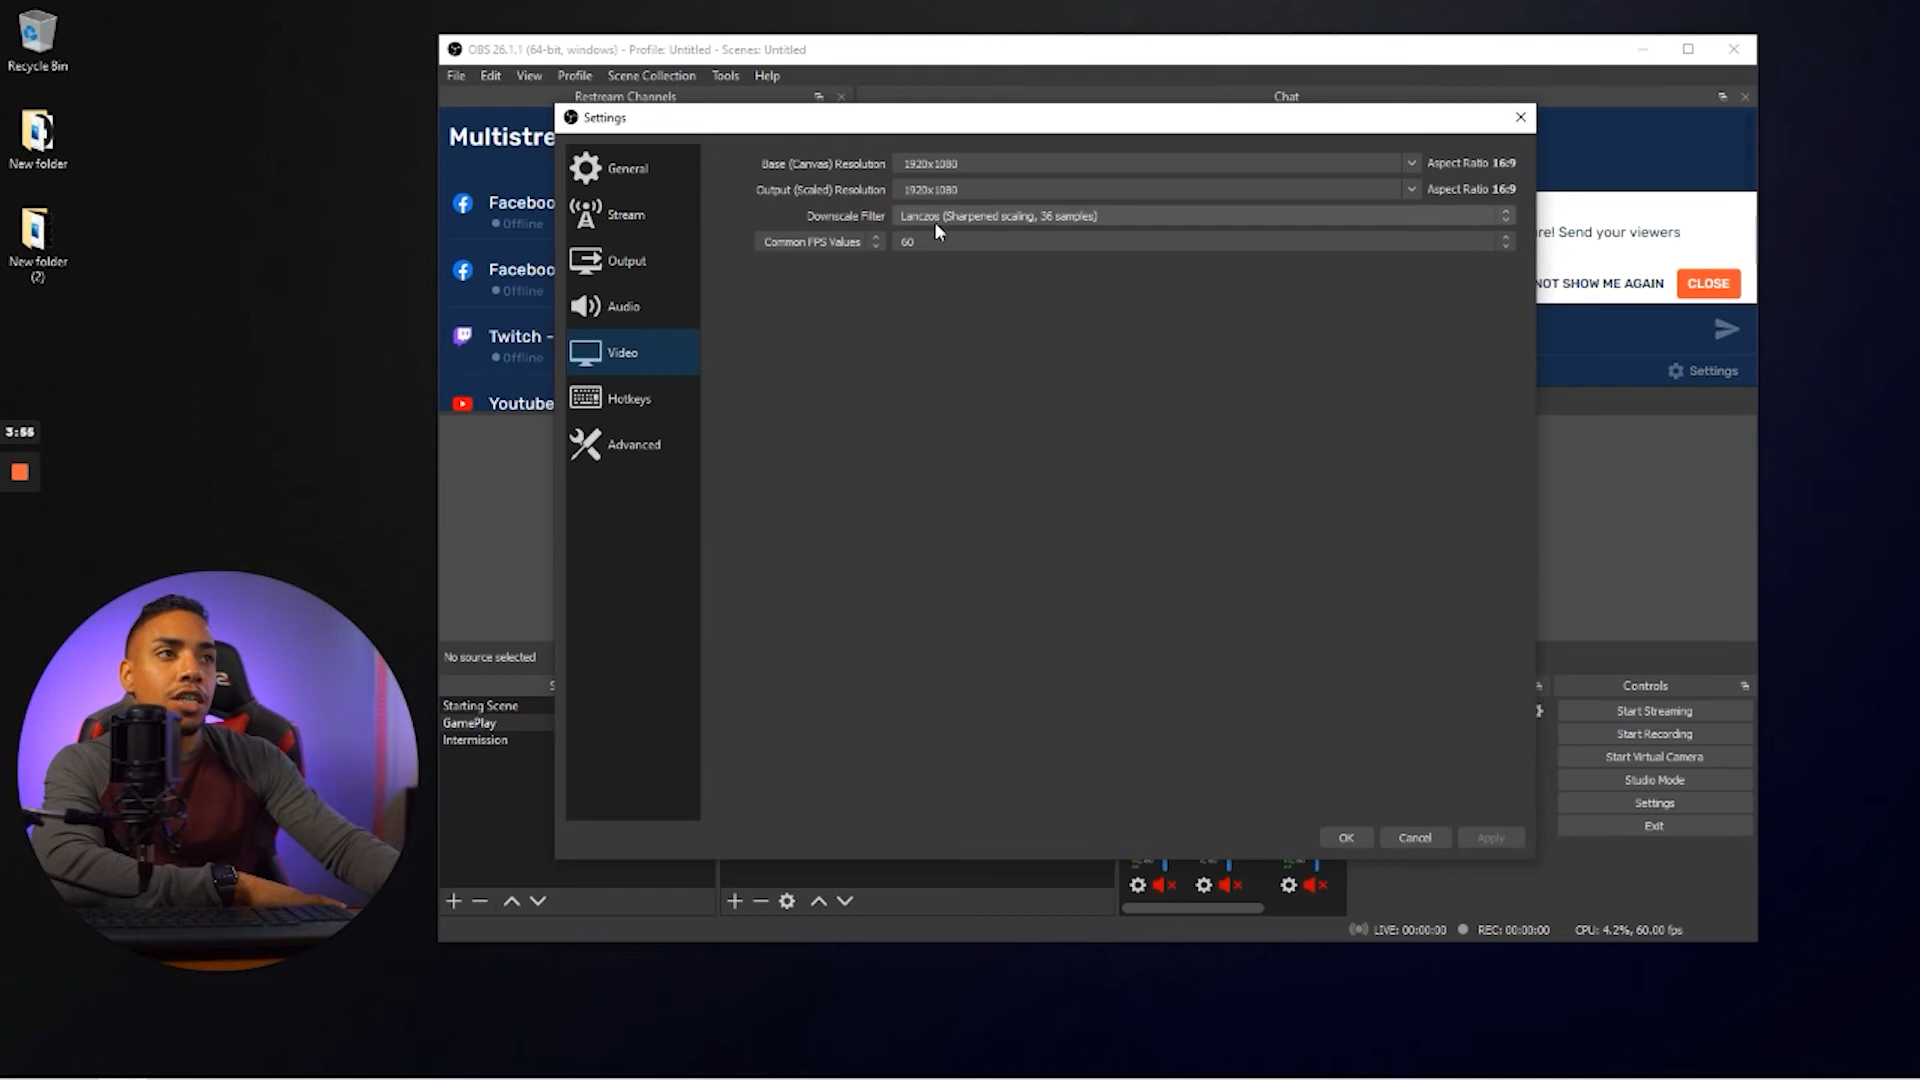 Recycle Bin
New folder
New folder
(2)
3:55
OBS 26.1.1 (64-bit, windows) - Profile: Untitled - Scenes: Untitled
File Edit View Profile Scene Collection Tools Help
Restream Channels
Chat
Multistre
Facebo
Offline
Facebo
Offline
Twitch -
Offline
Youtube
Settings
General
Stream
Output
Audio
Video
Hotkeys
Advanced
Base (Canvas) Resolution 1920x1080 Aspect Ratio 16:9
Output (Scaled) Resolution 1920x1080 Aspect Ratio 16:9
Downscale Filter Lanczos (Sharpened scaling, 36 samples)
Common FPS Values 60
OK Cancel Apply
re! Send your viewers
NOT SHOW ME AGAIN CLOSE
Settings
No source selected
S
Starting Scene
GamePlay
Intermission
Controls
Start Streaming
Start Recording
Start Virtual Camera
Studio Mode
Settings
Exit
LIVE: 00:00:00 REC: 00:00:00 CPU: 4.2%, 60.00 fps